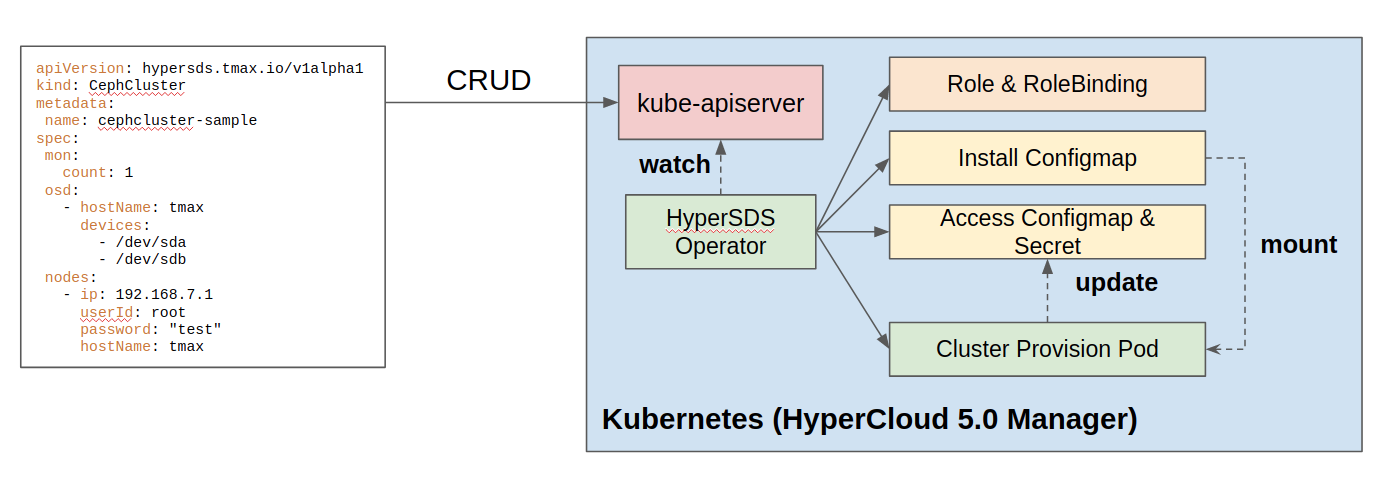 apiVersion: hypersds.tmax.io/v1alpha1
kind: CephCluster
metadata:
 name: cephcluster-sample
spec:
 mon:
   count: 1
 osd:
   - hostName: tmax
     devices:
       - /dev/sda
       - /dev/sdb
 nodes:
   - ip: 192.168.7.1
     userId: root
     password: "test"
     hostName: tmax
CRUD
kube-apiserver
watch
HyperSDS
Operator
Role & RoleBinding
Install Configmap
Access Configmap &
Secret
mount
update
Cluster Provision Pod
Kubernetes (HyperCloud 5.0 Manager)